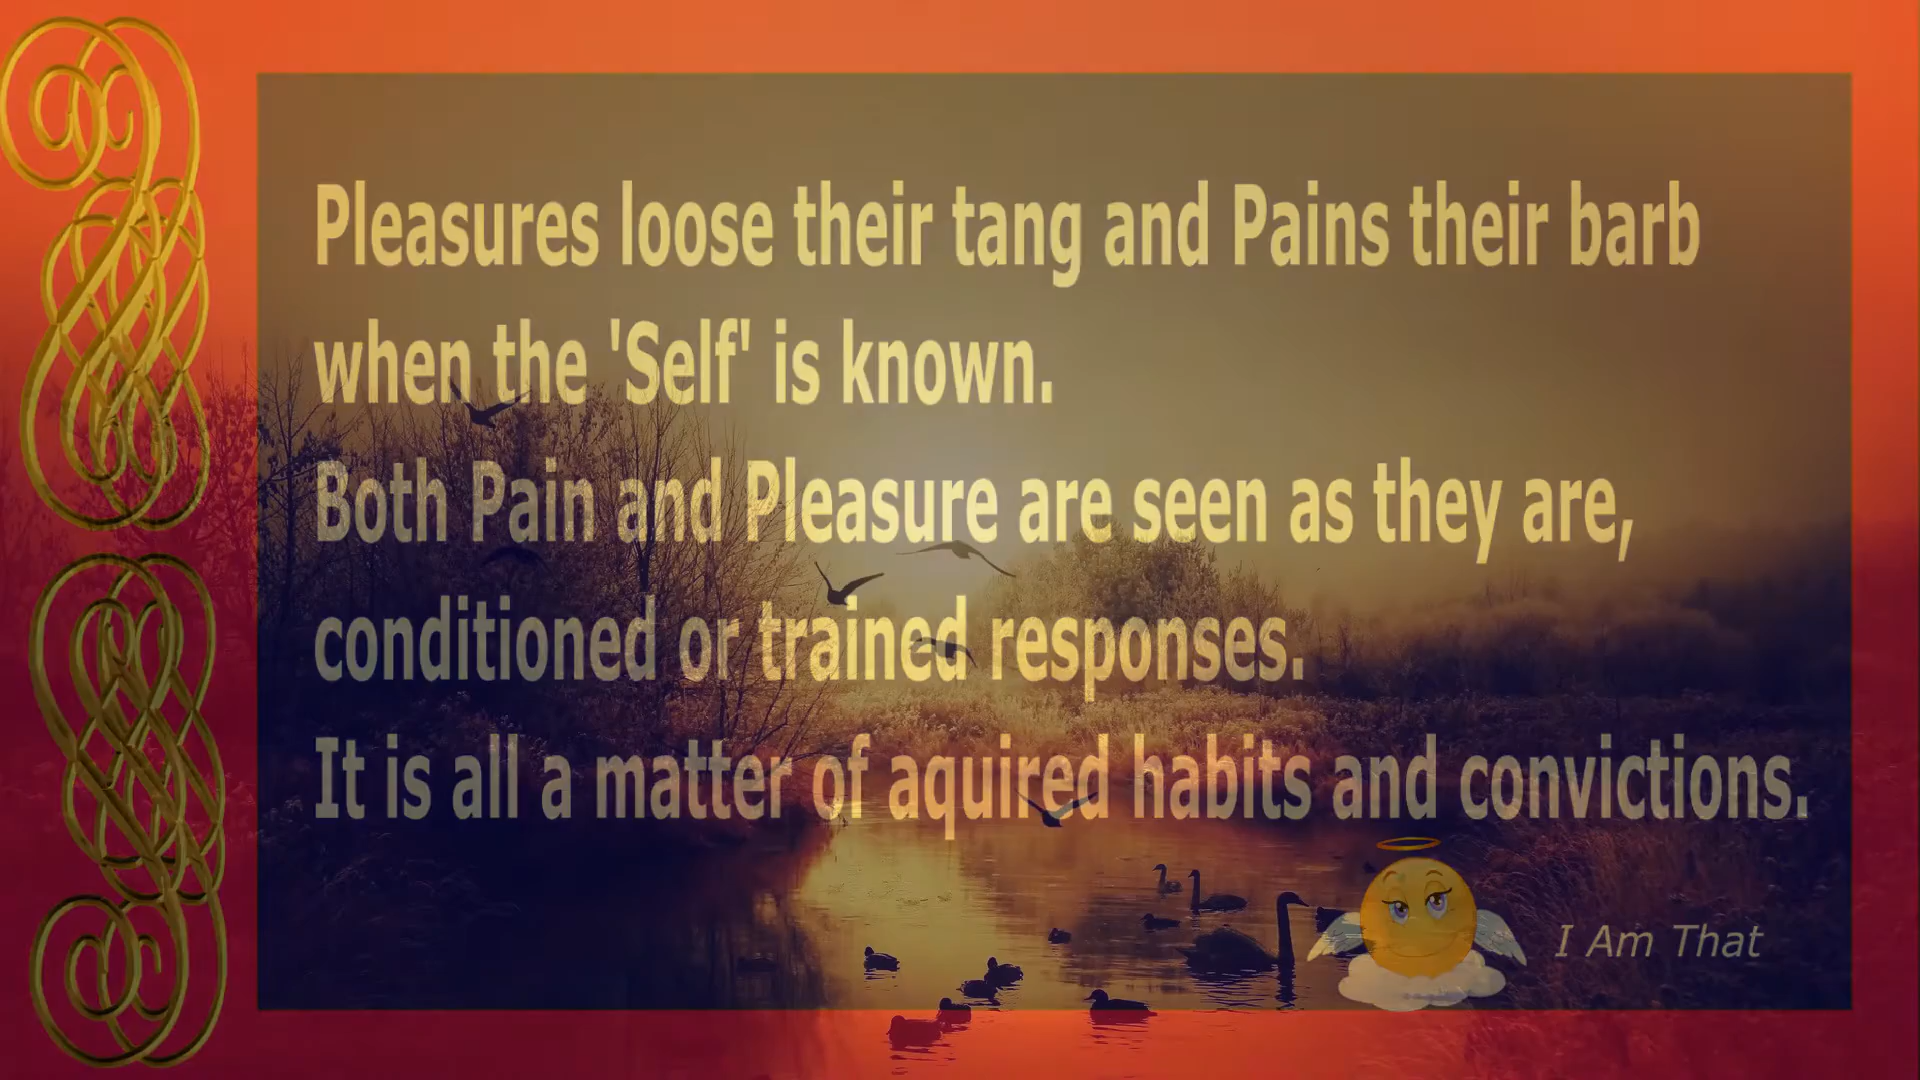 Pleasures loose their tang and Pains their barb
when the 'Self' is known.
Both Pain and Pleasure are seen as they are,
conditioned or trained responses.
It is all a matter of aquired habits and convictions.
I Am That